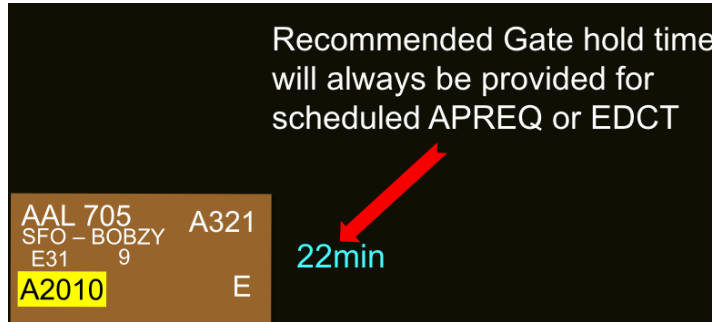 Recommended Gate hold time
will always be provided for
scheduled APREQ or EDCT
AAL 705 A321
SFO – BOBZY
E31 9
22min
A2010 E